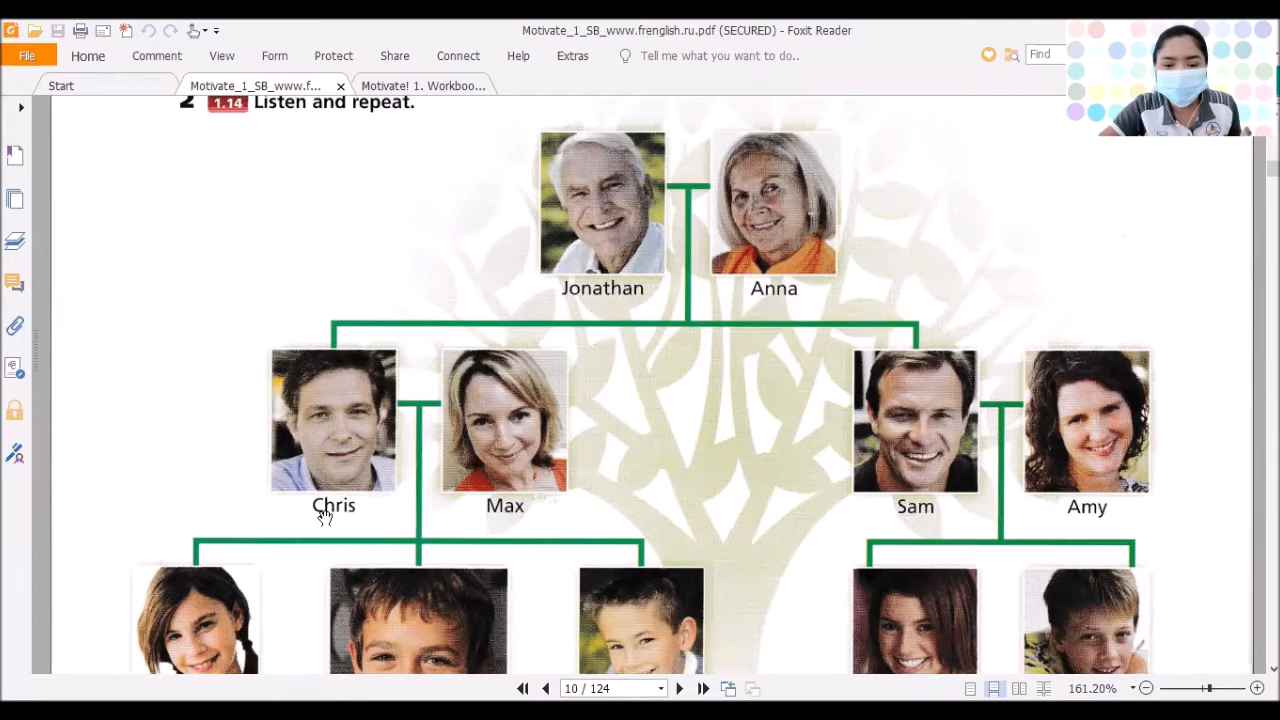 Motivate_1_SB_www.frenglish.ru.pdf (SECURED) - Foxit Reader
File Home Comment View Form Protect Share Connect Help Extras Tell me what you want to do.. Find
Start Motivate_1_SB_www.f... Motivate! 1. Workboo...
2 1.14 Listen and repeat.
Jonathan Anna
Chris Max Sam Amy
10 / 124 161.20%